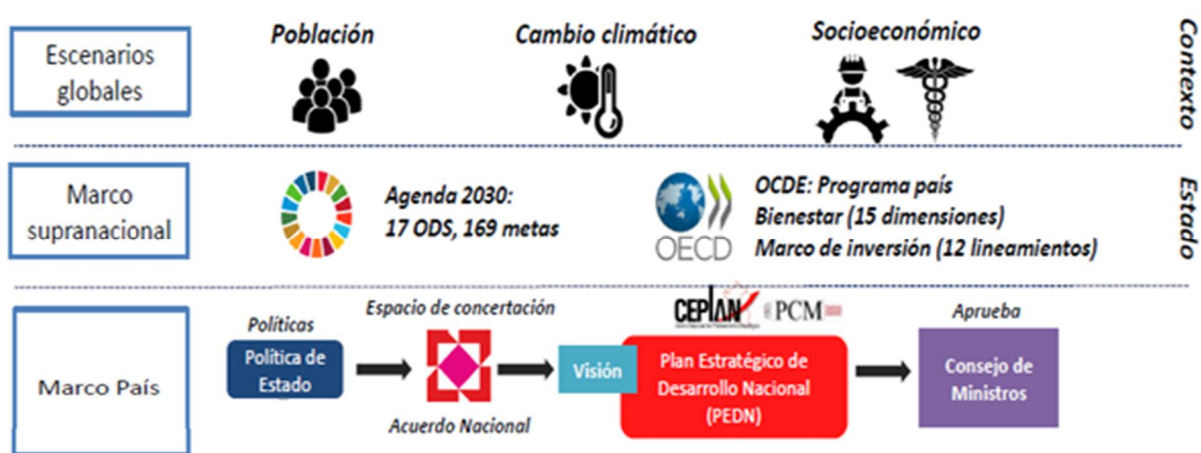 Escenarios
globales
Población
Cambio climático
Socioeconómico
Contexto
Marco
supranacional
Agenda 2030:
17 ODS, 169 metas
OECD
OCDE: Programa país
Bienestar (15 dimensiones)
Marco de inversión (12 lineamientos)
Estado
Marco País
Políticas
Política de
Estado
Espacio de concertación
Acuerdo Nacional
Visión
CEPLAN
PCM
Plan Estratégico de
Desarrollo Nacional
(PEDN)
Aprueba
Consejo de
Ministros